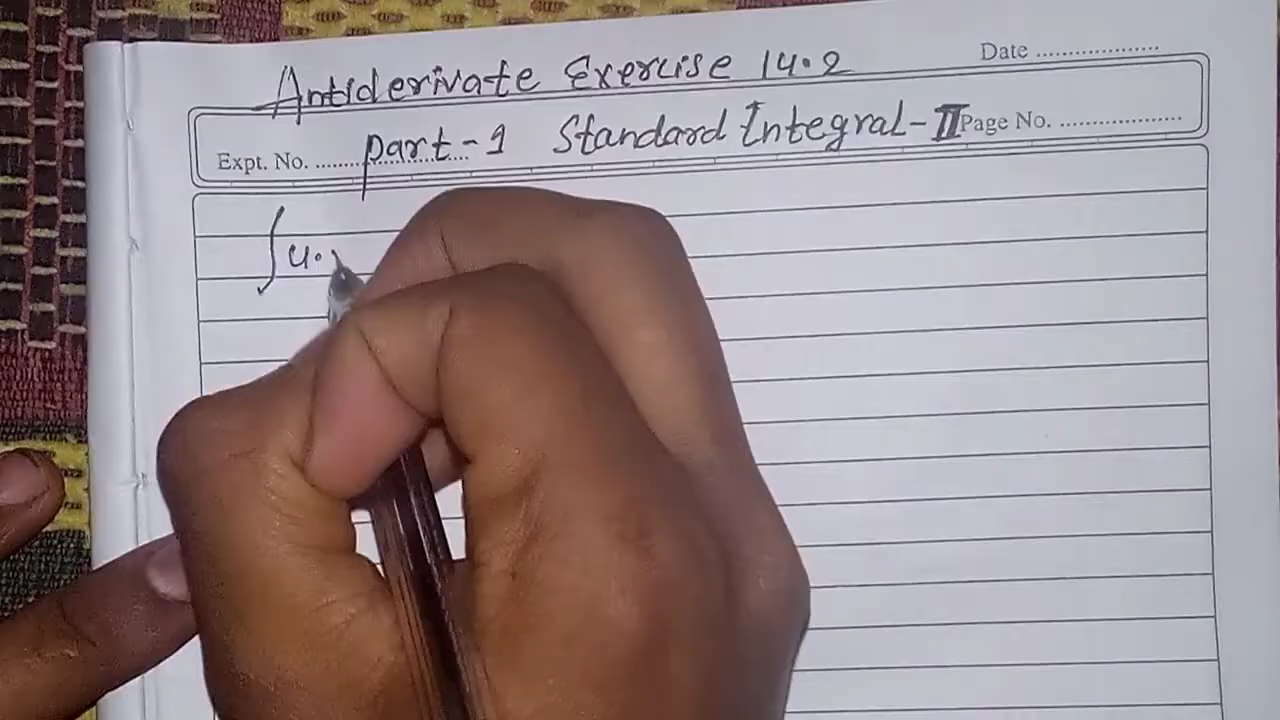 Antiderivate Exercise 14.2
Date ....................
Part-1 Standard Integral-II
Expt. No. .................... Page No. ....................
∫u.v